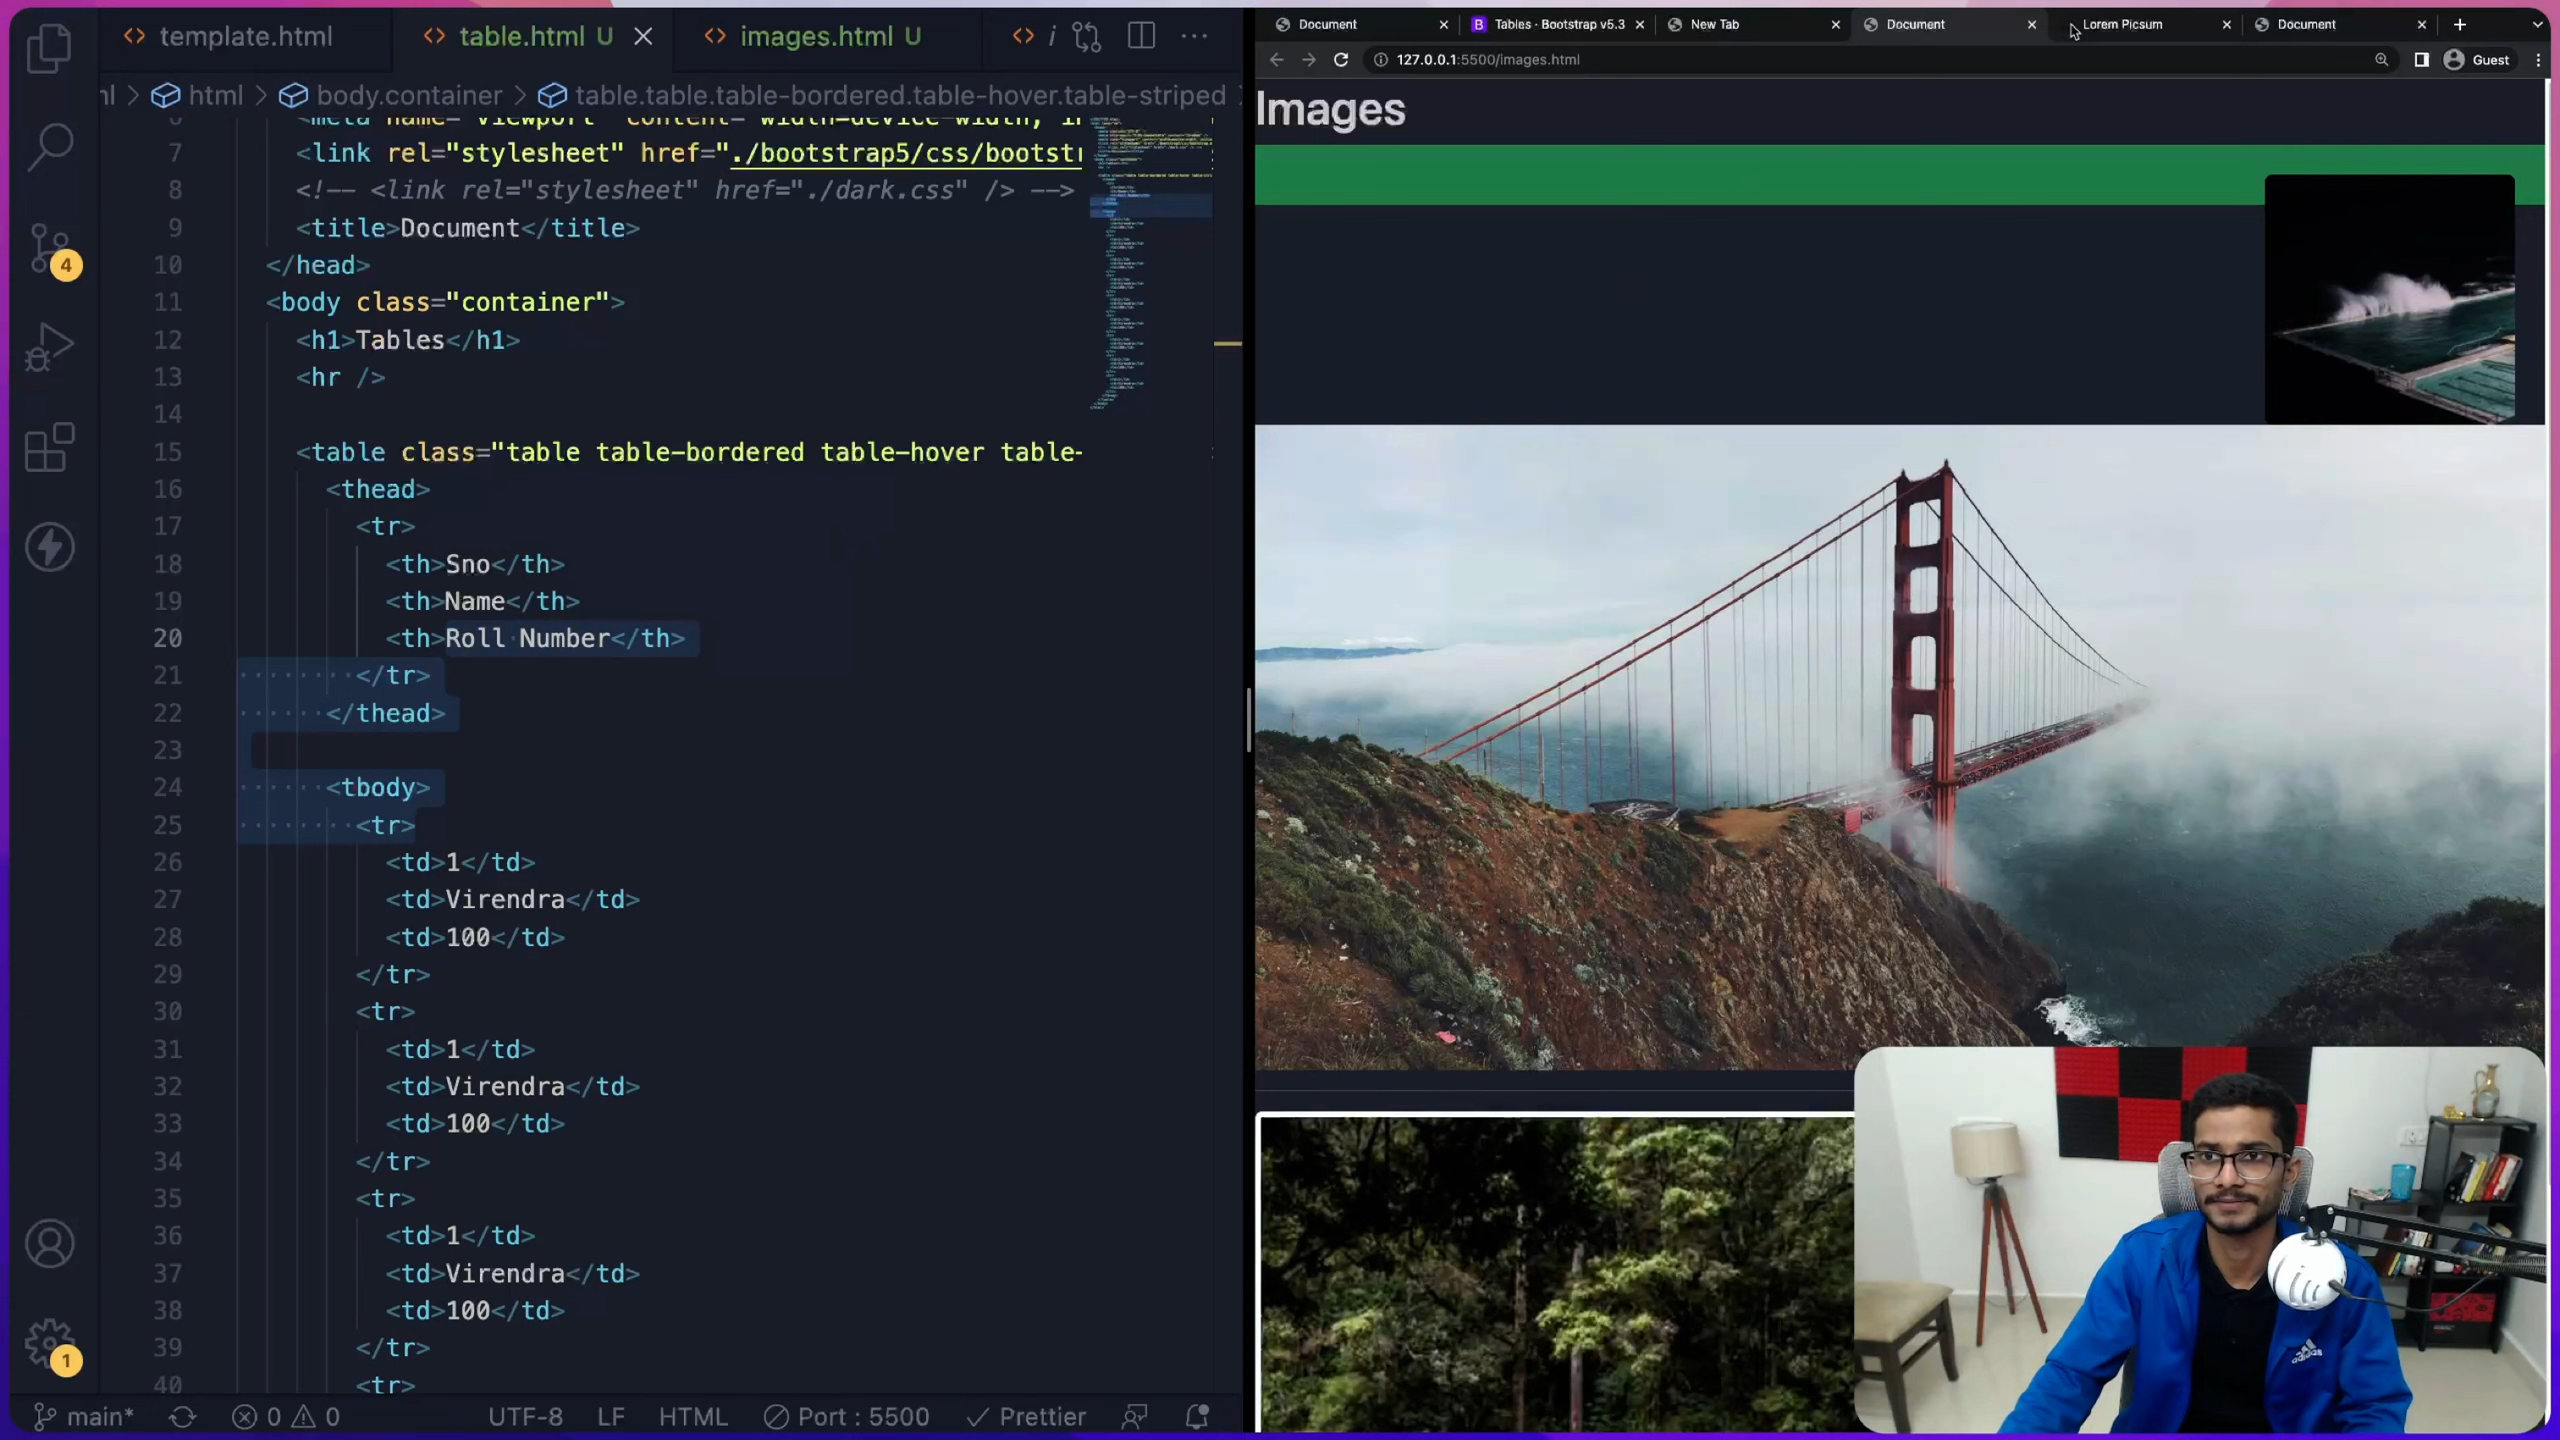 template.html
table.html U
images.html U
html
body.container
table.table.table-bordered.table-hover.table-striped
7 <link rel="stylesheet" href="./bootstrap5/css/bootst
8 <!-- <link rel="stylesheet" href="./dark.css" /> -->
9 <title>Document</title>
10 </head>
11 <body class="container">
12 <h1>Tables</h1>
13 <hr />
14
15 <table class="table table-bordered table-hover table-
16 <thead>
17 <tr>
18 <th>Sno</th>
19 <th>Name</th>
20 <th>Roll Number</th>
21 </tr>
22 </thead>
23
24 <tbody>
25 <tr>
26 <td>1</td>
27 <td>Virendra</td>
28 <td>100</td>
29 </tr>
30 <tr>
31 <td>1</td>
32 <td>Virendra</td>
33 <td>100</td>
34 </tr>
35 <tr>
36 <td>1</td>
37 <td>Virendra</td>
38 <td>100</td>
39 </tr>
40 <tr>
4
1
main*
0
0
UTF-8
LF
HTML
Port : 5500
Prettier
Document
B Tables · Bootstrap v5.3
New Tab
Document
Lorem Picsum
Document
127.0.0.1:5500/images.html
Guest
Images
adidas